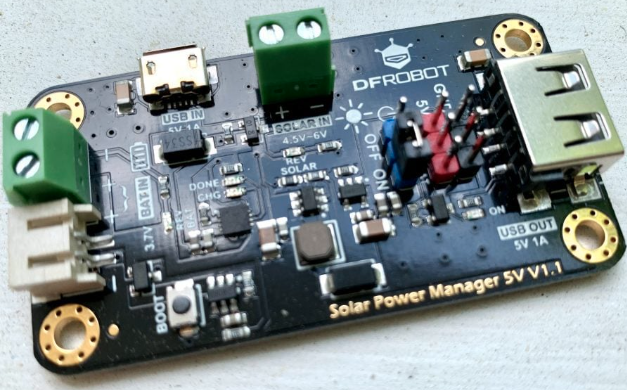 DFROBOT
USB IN
5V 1A
+ −
SOLAR IN
4.5V~6V
REV
SOLAR
OFF ON
5V
BAT IN
3.7V
DONE
CHG
ON
USB OUT
5V 1A
BOOT
Solar Power Manager 5V V1.1